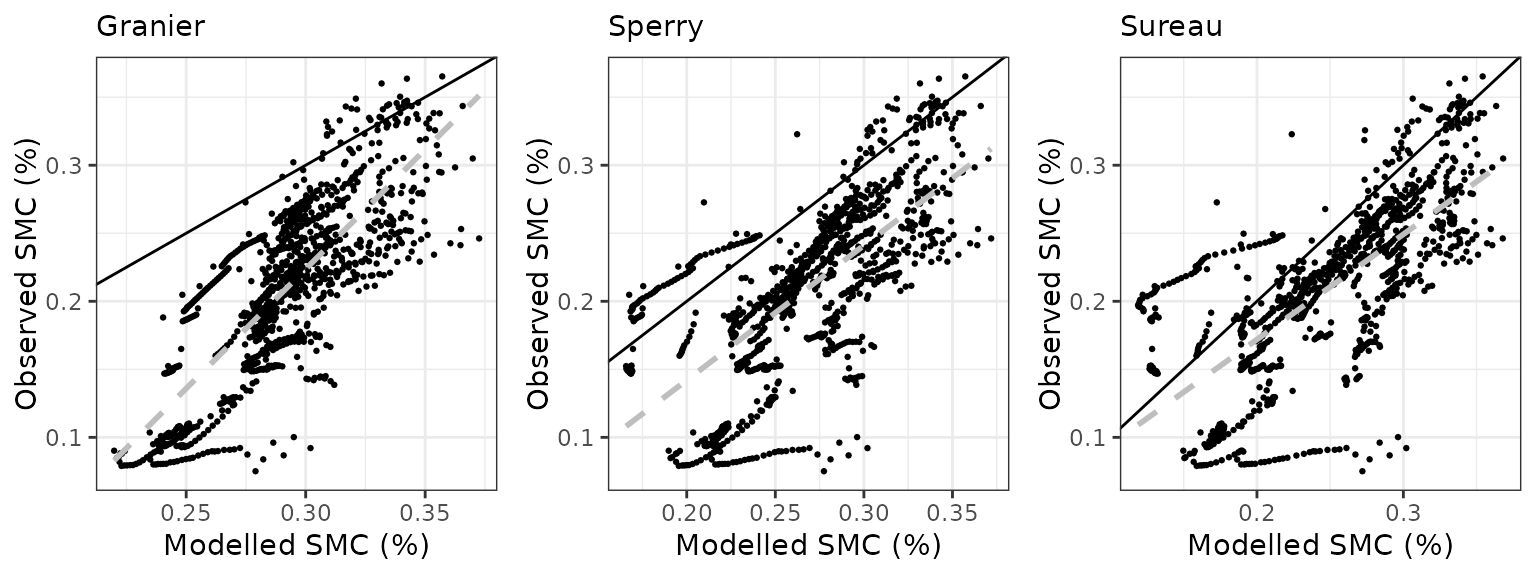 Granier
Sperry
Sureau
Observed SMC (%)
0.3
0.2
0.1
0.25
0.30
0.35
Modelled SMC (%)
Observed SMC (%)
0.3
0.2
0.1
0.20
0.25
0.30
0.35
Modelled SMC (%)
Observed SMC (%)
0.3
0.2
0.1
0.2
0.3
Modelled SMC (%)